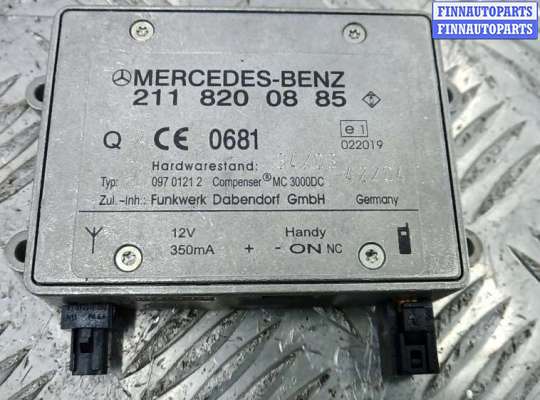 FINNAUTOPARTS
FINNAUTOPARTS
MERCEDES-BENZ
211 820 08 85
Q CE 0681 e1
022019
Hardwarestand:
Typ: 097 0121 2 Compenser® MC 3000DC
Zul.-Inh.: Funkwerk Dabendorf GmbH Germany
12V Handy
350mA + - ON NC